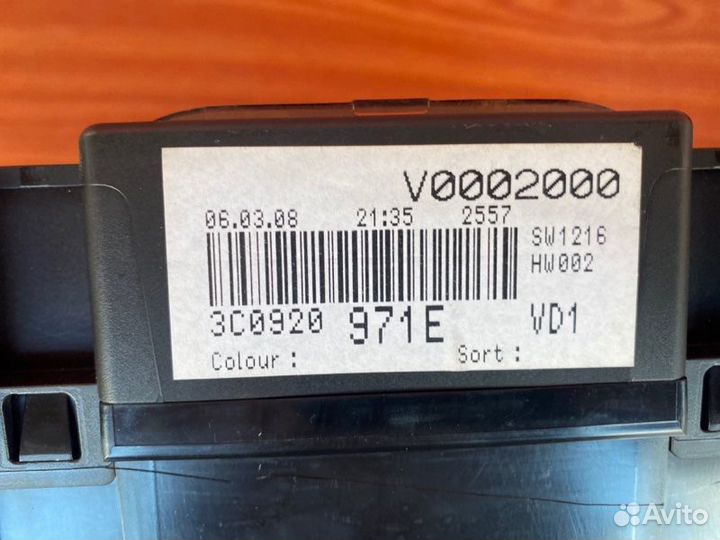 V0002000
06.03.08 21:35 2557
SW1216
HW002
3C0920 971E VD1
Colour : Sort :
Avito